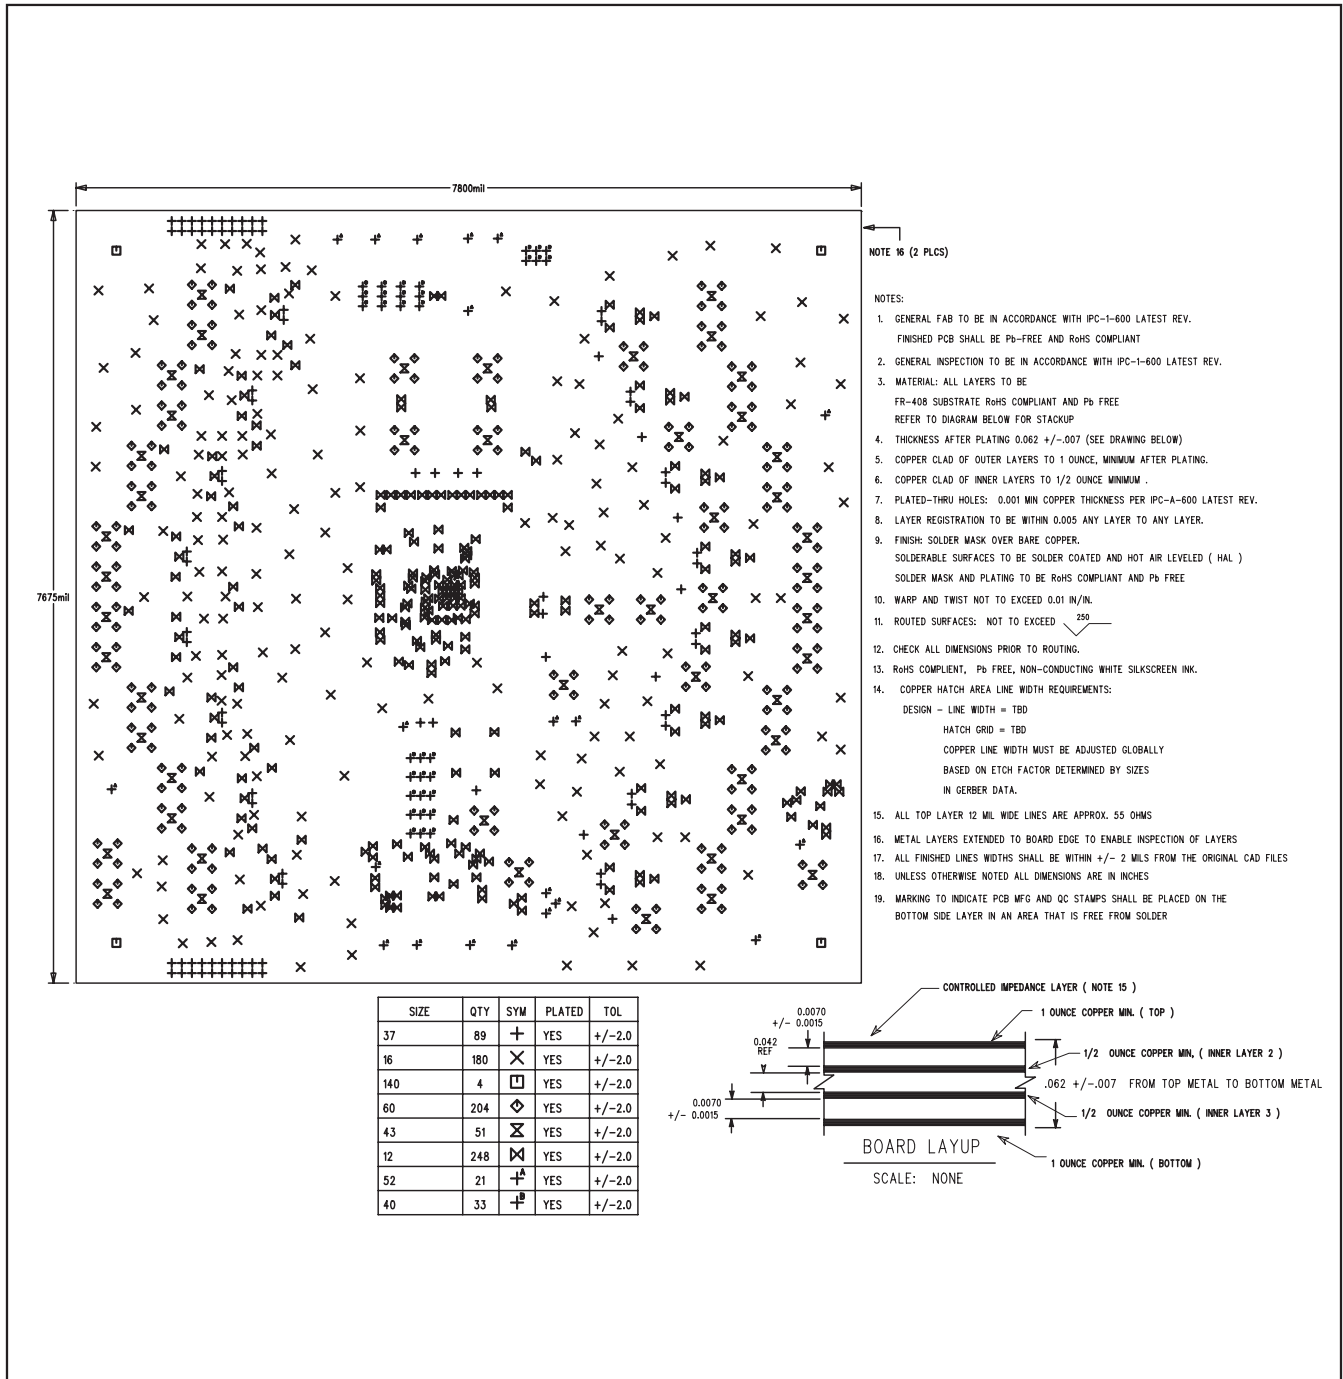 7800mil
7675mil
NOTE 16 (2 PLCS)
NOTES:
1. GENERAL FAB TO BE IN ACCORDANCE WITH IPC-1-600 LATEST REV.
FINISHED PCB SHALL BE Pb-FREE AND RoHS COMPLIANT
2. GENERAL INSPECTION TO BE IN ACCORDANCE WITH IPC-1-600 LATEST REV.
3. MATERIAL: ALL LAYERS TO BE
FR-408 SUBSTRATE RoHS COMPLIANT AND Pb FREE
REFER TO DIAGRAM BELOW FOR STACKUP
4. THICKNESS AFTER PLATING 0.062 +/-.007 (SEE DRAWING BELOW)
5. COPPER CLAD OF OUTER LAYERS TO 1 OUNCE, MINIMUM AFTER PLATING.
6. COPPER CLAD OF INNER LAYERS TO 1/2 OUNCE MINIMUM .
7. PLATED-THRU HOLES: 0.001 MIN COPPER THICKNESS PER IPC-A-600 LATEST REV.
8. LAYER REGISTRATION TO BE WITHIN 0.005 ANY LAYER TO ANY LAYER.
9. FINISH: SOLDER MASK OVER BARE COPPER.
SOLDERABLE SURFACES TO BE SOLDER COATED AND HOT AIR LEVELED ( HAL )
SOLDER MASK AND PLATING TO BE RoHS COMPLIANT AND Pb FREE
10. WARP AND TWIST NOT TO EXCEED 0.01 IN/IN.
11. ROUTED SURFACES: NOT TO EXCEED 250
12. CHECK ALL DIMENSIONS PRIOR TO ROUTING.
13. RoHS COMPLIENT, Pb FREE, NON-CONDUCTING WHITE SILKSCREEN INK.
14. COPPER HATCH AREA LINE WIDTH REQUIREMENTS:
DESIGN - LINE WIDTH = TBD
HATCH GRID = TBD
COPPER LINE WIDTH MUST BE ADJUSTED GLOBALLY
BASED ON ETCH FACTOR DETERMINED BY SIZES
IN GERBER DATA.
15. ALL TOP LAYER 12 MIL WIDE LINES ARE APPROX. 55 OHMS
16. METAL LAYERS EXTENDED TO BOARD EDGE TO ENABLE INSPECTION OF LAYERS
17. ALL FINISHED LINES WIDTHS SHALL BE WITHIN +/- 2 MILS FROM THE ORIGINAL CAD FILES
18. UNLESS OTHERWISE NOTED ALL DIMENSIONS ARE IN INCHES
19. MARKING TO INDICATE PCB MFG AND QC STAMPS SHALL BE PLACED ON THE
BOTTOM SIDE LAYER IN AN AREA THAT IS FREE FROM SOLDER
SIZE QTY SYM PLATED TOL
37 89 + YES +/-2.0
16 180 YES +/-2.0
140 4 YES +/-2.0
60 204 YES +/-2.0
43 51 YES +/-2.0
12 248 YES +/-2.0
52 21 +A YES +/-2.0
40 33 +B YES +/-2.0
CONTROLLED IMPEDANCE LAYER ( NOTE 15 )
1 OUNCE COPPER MIN. ( TOP )
0.0070
+/- 0.0015
0.042
REF
1/2 OUNCE COPPER MIN, ( INNER LAYER 2 )
.062 +/-.007 FROM TOP METAL TO BOTTOM METAL
0.0070
+/- 0.0015
1/2 OUNCE COPPER MIN. ( INNER LAYER 3 )
1 OUNCE COPPER MIN. ( BOTTOM )
BOARD LAYUP
SCALE: NONE